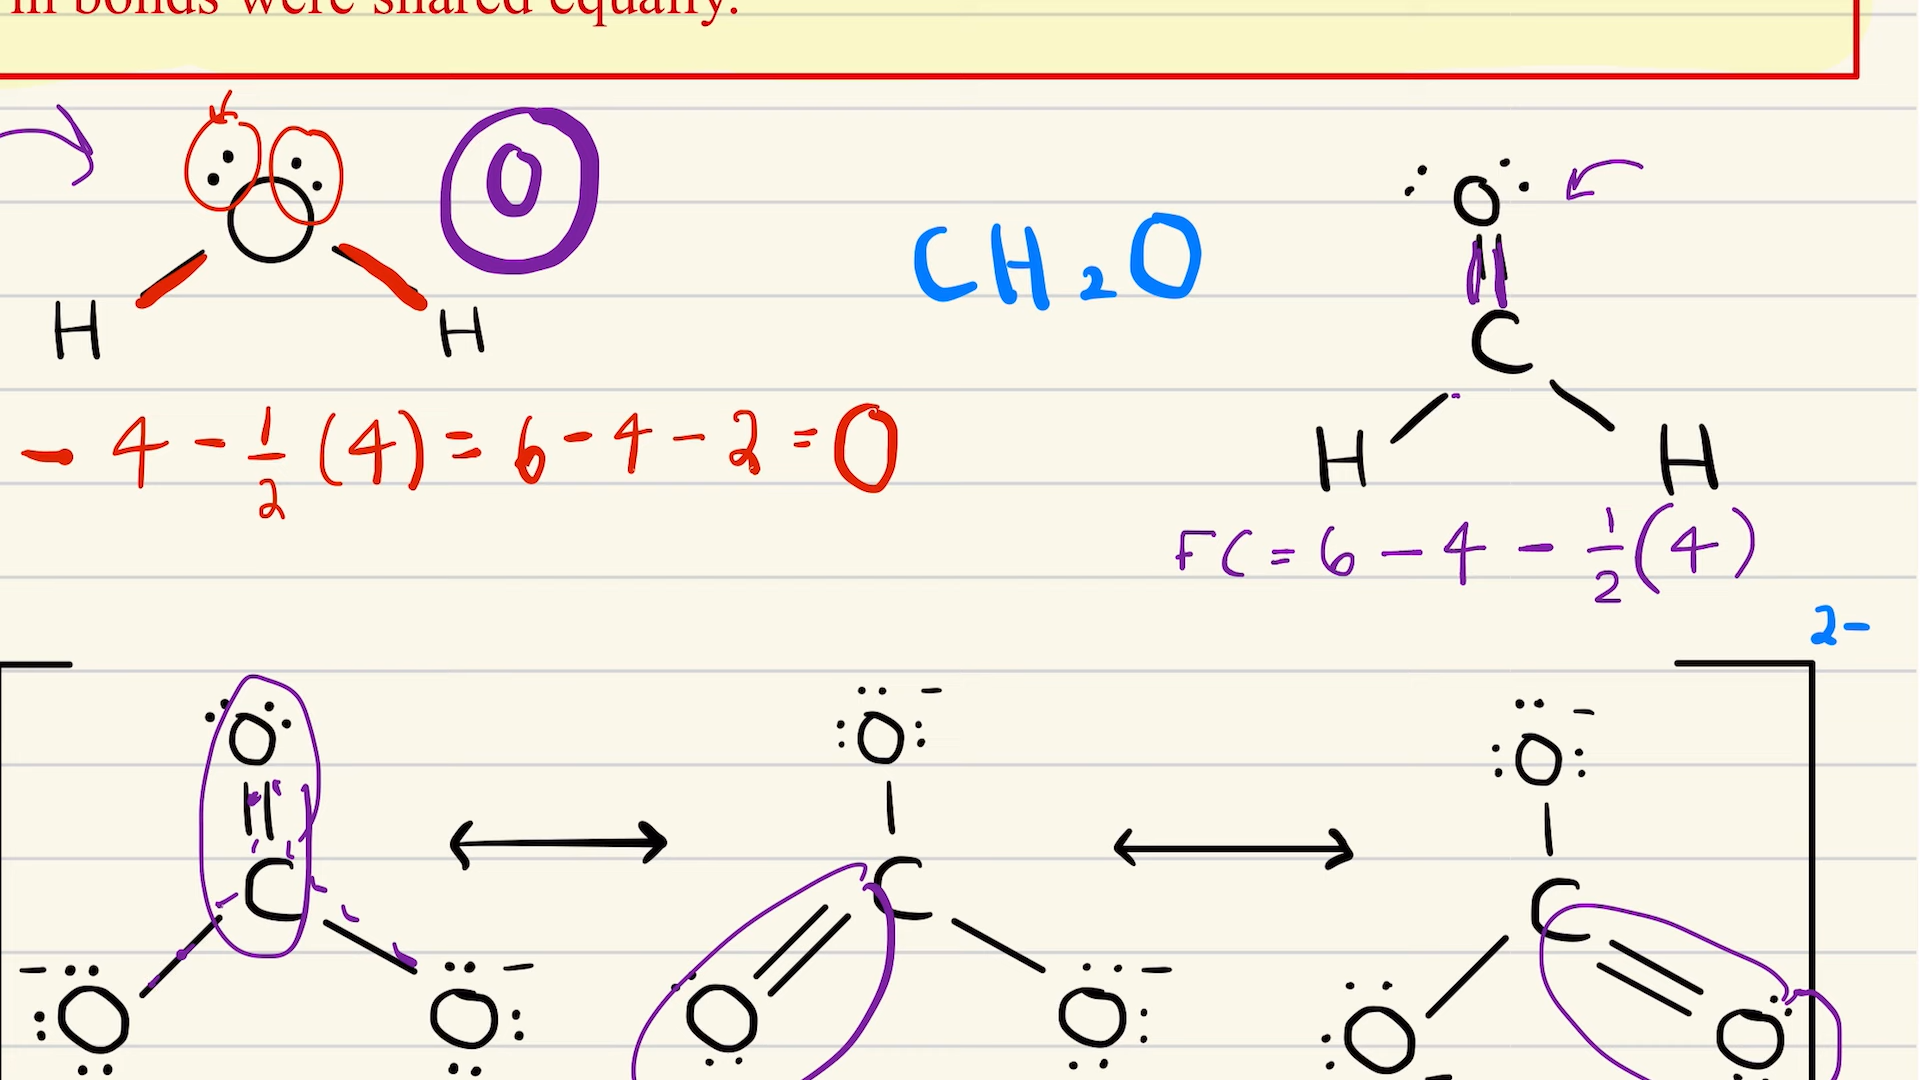 in bonds were shared equally.
O
H H
CH₂O
O
C
H H
- 4 - 1/2 (4) = 6 - 4 - 2 = 0
FC = 6 - 4 - 1/2 (4)
2-
O O - O -
C C C
- O O - O O - O O